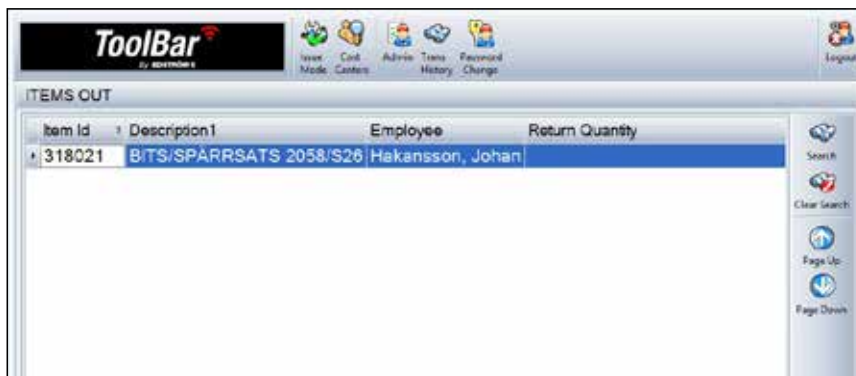 ToolBar
Issue Mode
Cost Centers
Admin
Trans History
Password Change
Logout
ITEMS OUT
Item Id Description1 Employee Return Quantity
318021 BITS/SPÄRRSATS 2058/S26 Hakansson, Johan
Search
Clear Search
Page Up
Page Down